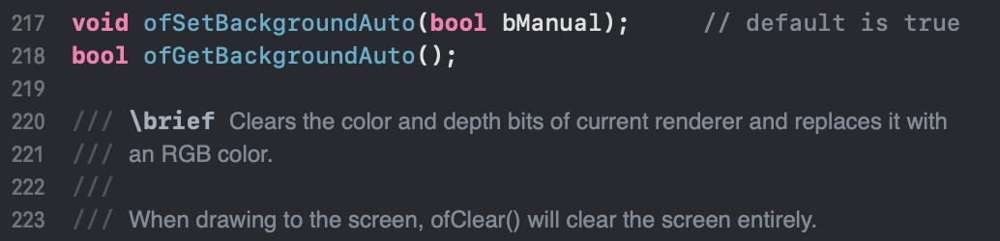 217 void ofSetBackgroundAuto(bool bManual); // default is true
218 bool ofGetBackgroundAuto();
219
220 /// \brief Clears the color and depth bits of current renderer and replaces it with
221 /// an RGB color.
222 ///
223 /// When drawing to the screen, ofClear() will clear the screen entirely.